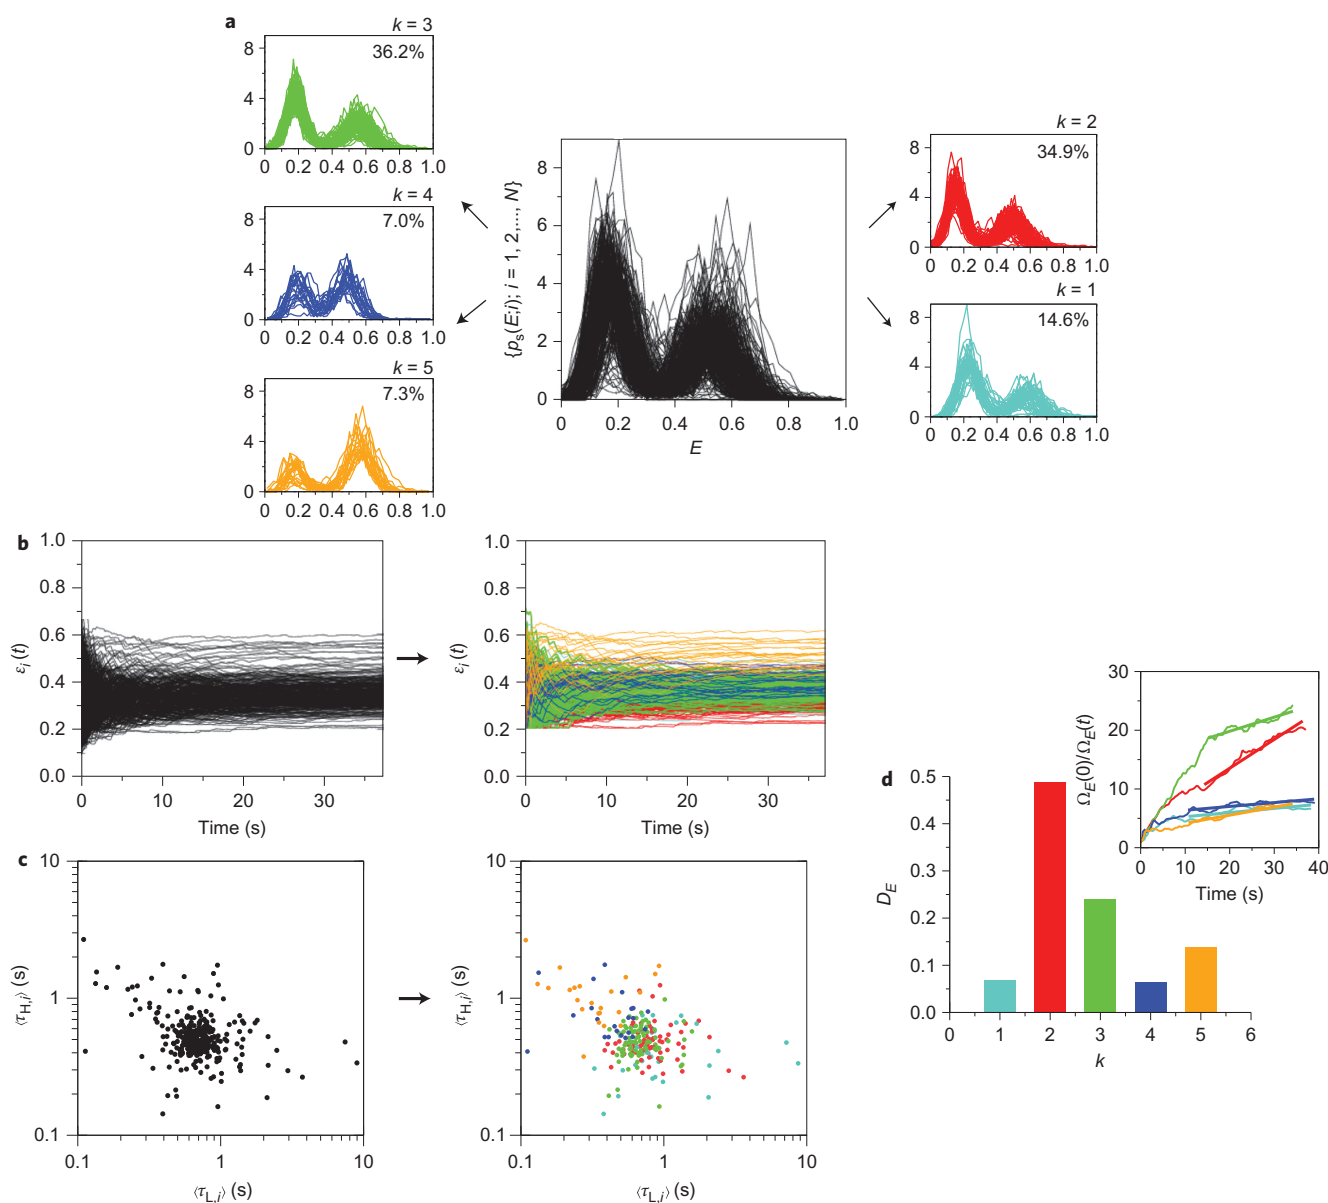 a
k = 3
36.2%
8
4
0
0 0.2 0.4 0.6 0.8 1.0
k = 4
7.0%
8
4
0
0 0.2 0.4 0.6 0.8 1.0
k = 5
7.3%
8
4
0
0 0.2 0.4 0.6 0.8 1.0
{pₛ(E;i); i = 1, 2,..., N}
8
6
4
2
0
0 0.2 0.4 0.6 0.8 1.0
E
k = 2
34.9%
8
4
0
0 0.2 0.4 0.6 0.8 1.0
k = 1
14.6%
8
4
0
0 0.2 0.4 0.6 0.8 1.0
b
εᵢ(t)
1.0
0.8
0.6
0.4
0.2
0.0
0 10 20 30
Time (s)
εᵢ(t)
1.0
0.8
0.6
0.4
0.2
0.0
0 10 20 30
Time (s)
c
⟨τH,i⟩ (s)
10
1
0.1
0.1 1 10
⟨τL,i⟩ (s)
⟨τH,i⟩ (s)
10
1
0.1
0.1 1 10
⟨τL,i⟩ (s)
d
D_E
0.5
0.4
0.3
0.2
0.1
0.0
0 1 2 3 4 5 6
k
Ω_E(0)/Ω_E(t)
30
20
10
0
0 10 20 30 40
Time (s)